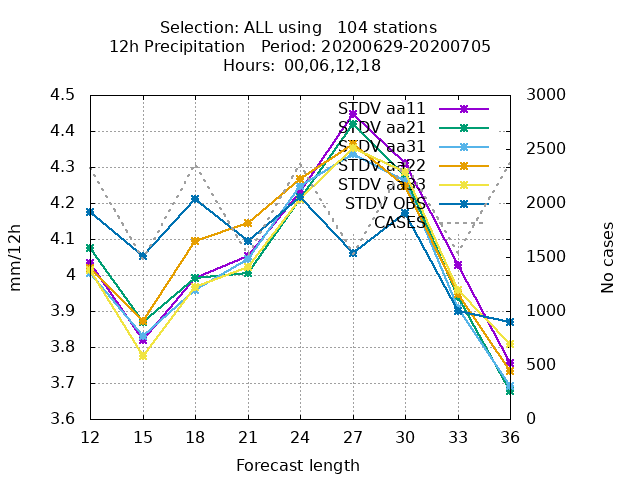 Selection: ALL using   104 stations
12h Precipitation   Period: 20200629-20200705
Hours:  00,06,12,18
STDV aa11
STDV aa21
STDV aa31
STDV aa22
STDV aa33
STDV OBS
CASES
4.5
4.4
4.3
4.2
4.1
4
3.9
3.8
3.7
3.6
mm/12h
3000
2500
2000
1500
1000
500
0
No cases
12 15 18 21 24 27 30 33 36
Forecast length